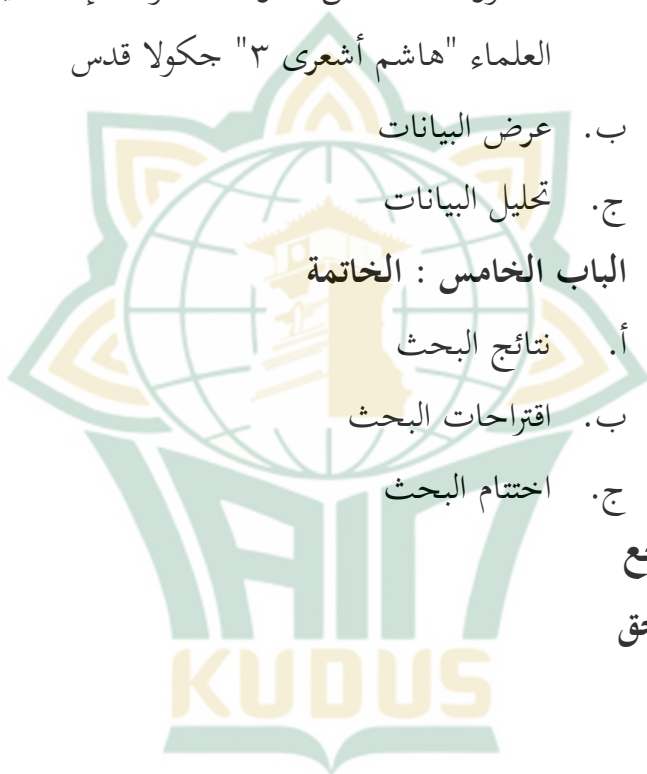 العلماء "هاشم أشعرى ٣" جكولا قدس
ب. عرض البيانات
ج. تحليل البيانات
الباب الخامس : الخاتمة
أ. نتائج البحث
ب. اقتراحات البحث
ج. اختتام البحث
IAIN
KUDUS